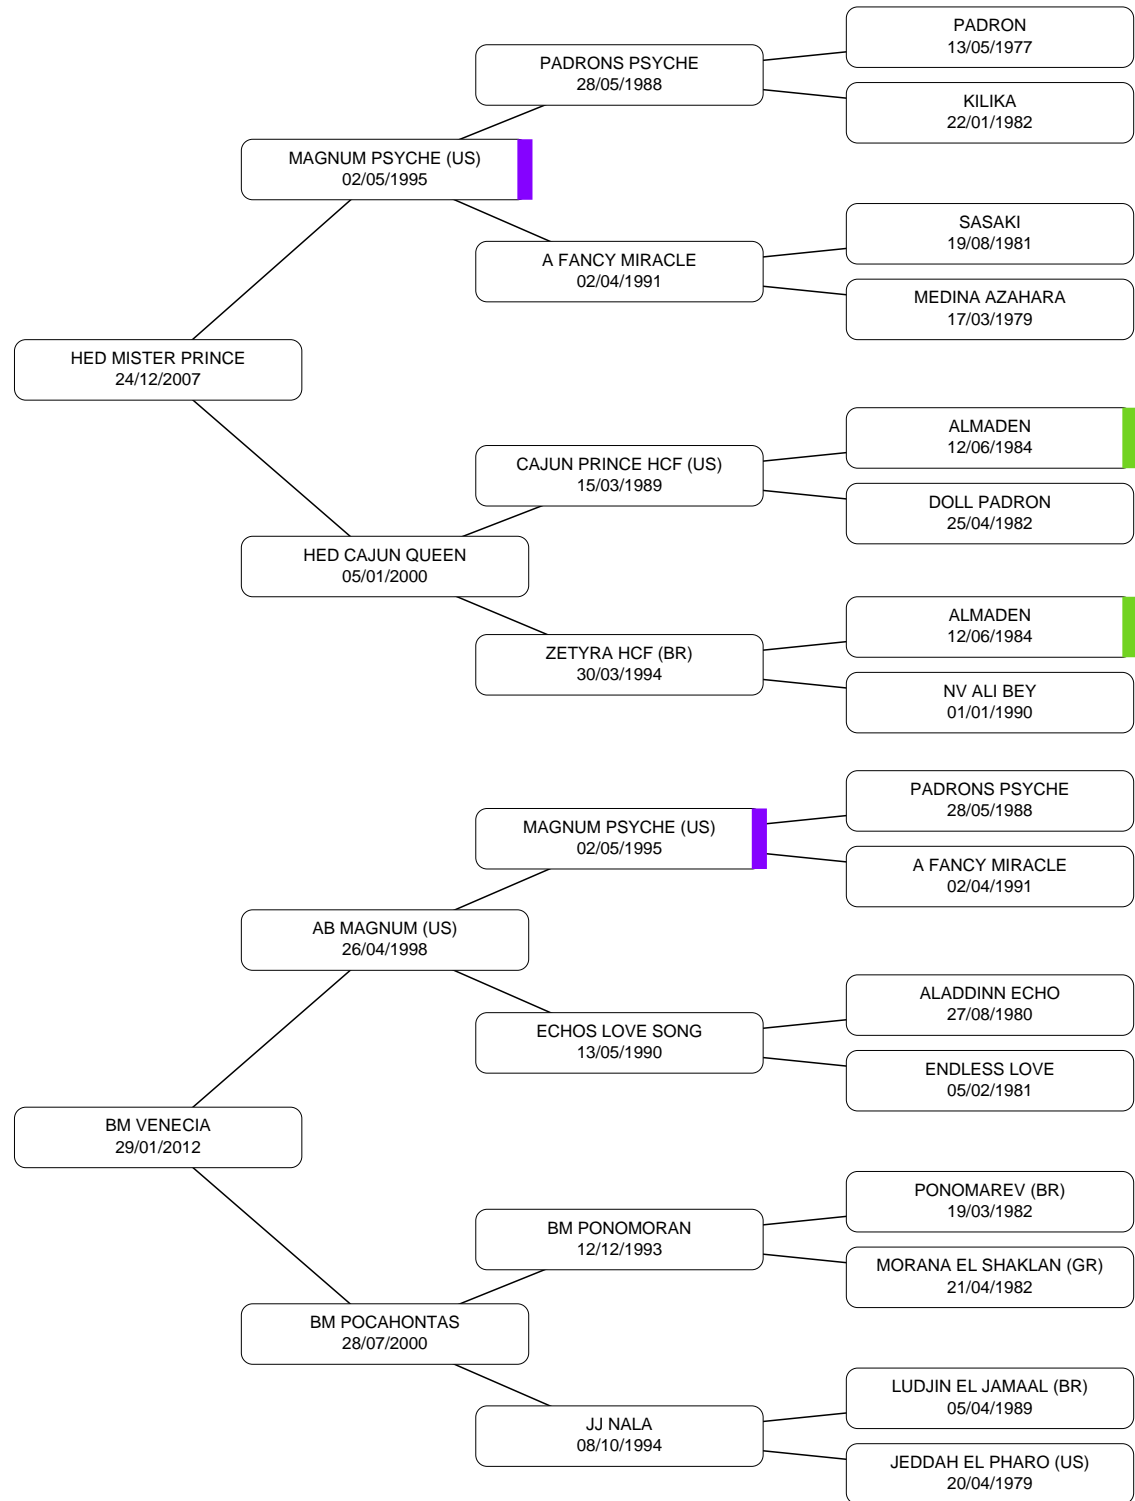 PADRON
13/05/1977
PADRONS PSYCHE
28/05/1988
KILIKA
22/01/1982
MAGNUM PSYCHE (US)
02/05/1995
SASAKI
19/08/1981
A FANCY MIRACLE
02/04/1991
MEDINA AZAHARA
17/03/1979
HED MISTER PRINCE
24/12/2007
ALMADEN
12/06/1984
CAJUN PRINCE HCF (US)
15/03/1989
DOLL PADRON
25/04/1982
HED CAJUN QUEEN
05/01/2000
ALMADEN
12/06/1984
ZETYRA HCF (BR)
30/03/1994
NV ALI BEY
01/01/1990
PADRONS PSYCHE
28/05/1988
MAGNUM PSYCHE (US)
02/05/1995
A FANCY MIRACLE
02/04/1991
AB MAGNUM (US)
26/04/1998
ALADDINN ECHO
27/08/1980
ECHOS LOVE SONG
13/05/1990
ENDLESS LOVE
05/02/1981
BM VENECIA
29/01/2012
PONOMAREV (BR)
19/03/1982
BM PONOMORAN
12/12/1993
MORANA EL SHAKLAN (GR)
21/04/1982
BM POCAHONTAS
28/07/2000
LUDJIN EL JAMAAL (BR)
05/04/1989
JJ NALA
08/10/1994
JEDDAH EL PHARO (US)
20/04/1979